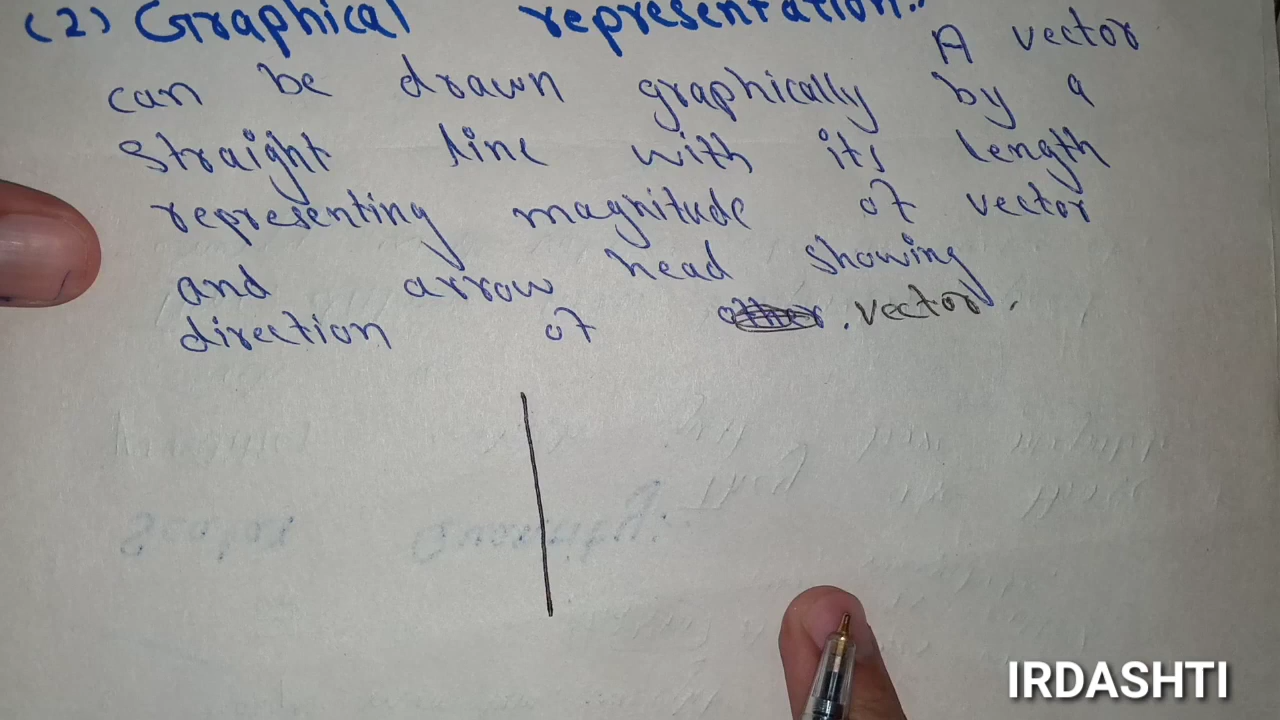 (2) Graphical representation:
A vector
can be drawn graphically by a
straight line with its length
representing magnitude of vector
and arrow head showing
direction of vector.
IRDASHTI